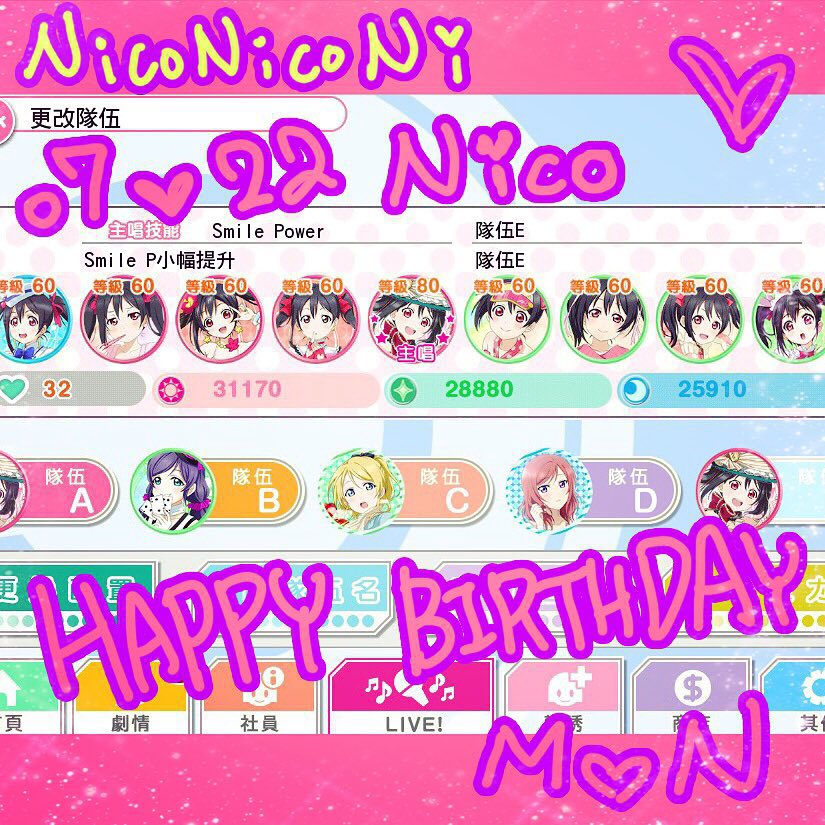 NicoNicoNi
更改隊伍
07♥22 Nico
主唱技能 Smile Power 隊伍E
Smile P小幅提升 隊伍E
等級 60 等級 60 等級 60 等級 60 等級 80 等級 60 等級 60 等級 60 等級 60
主唱
32 31170 28880 25910
隊伍 A 隊伍 B 隊伍 C 隊伍 D 隊伍
HAPPY BIRTHDAY
劇情 社員 LIVE!
M♡N